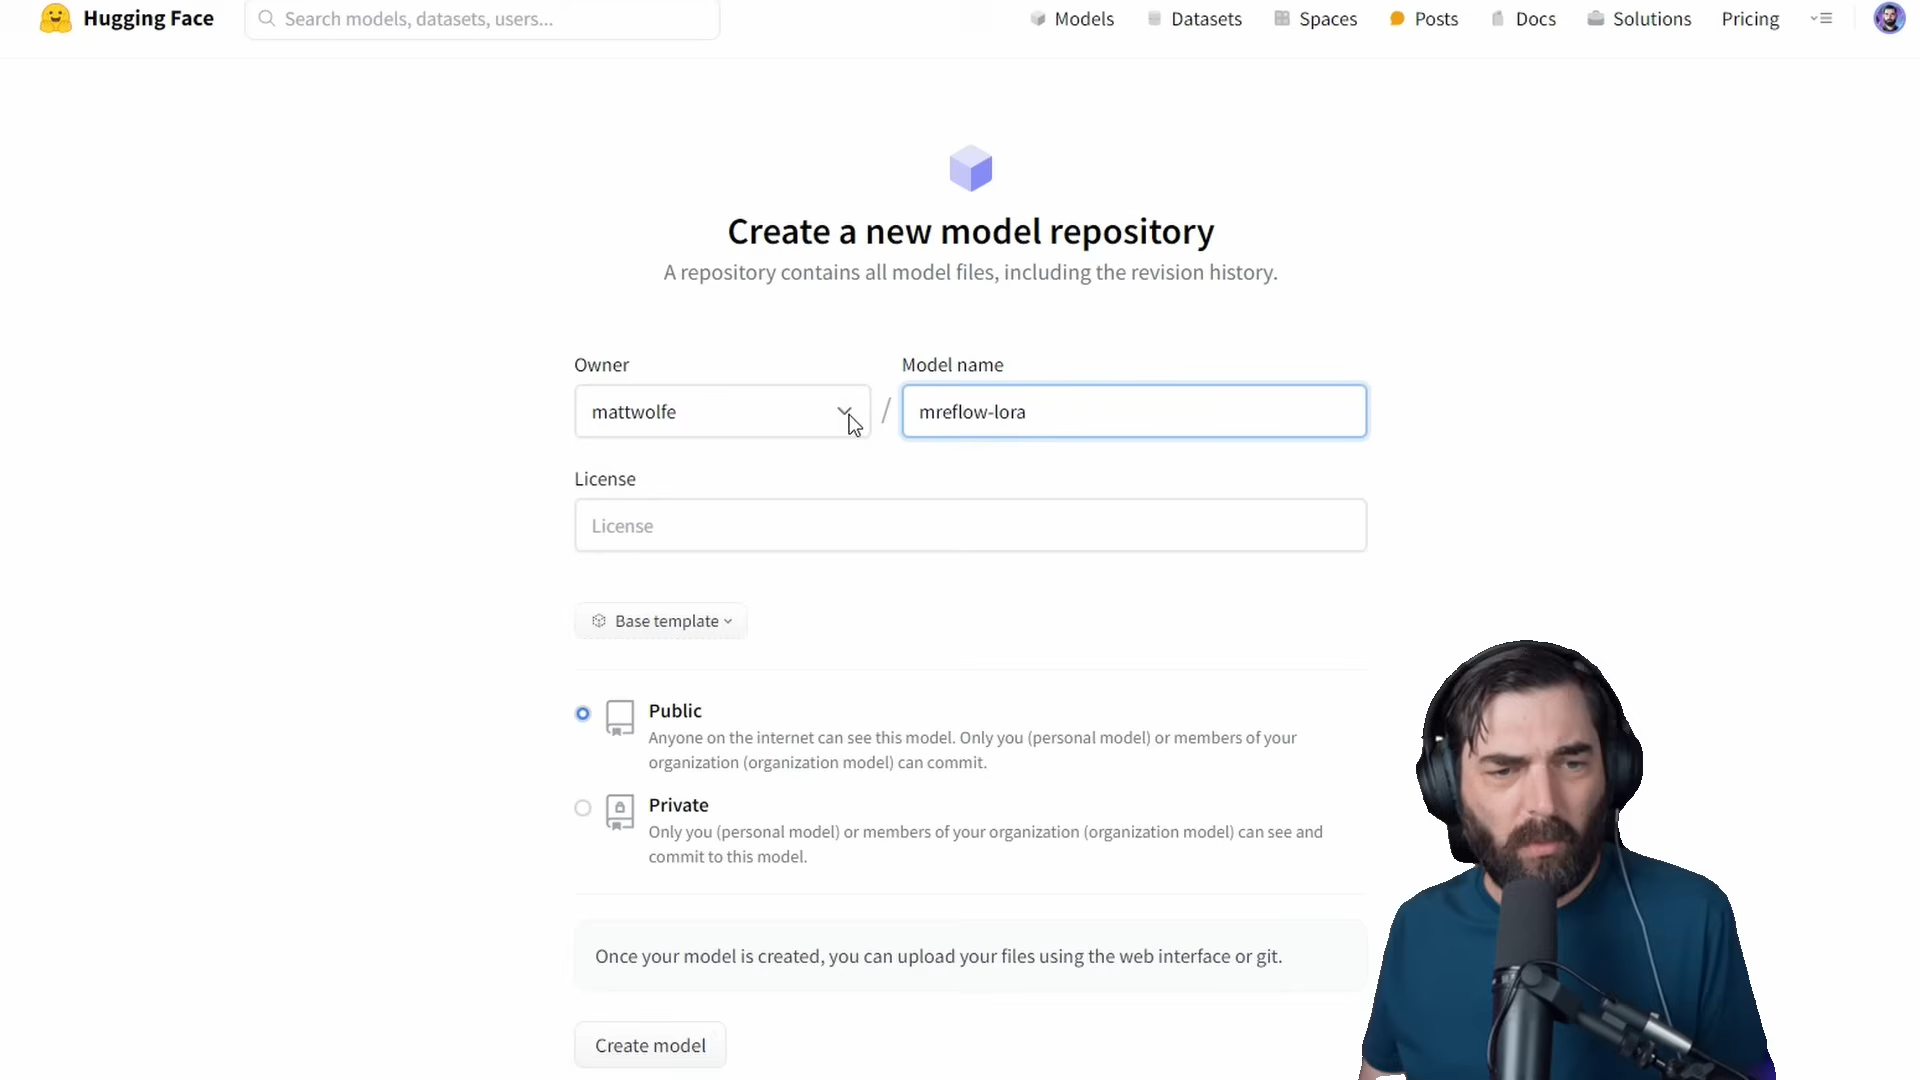 Hugging Face
Search models, datasets, users...
Models
Datasets
Spaces
Posts
Docs
Solutions
Pricing
Create a new model repository
A repository contains all model files, including the revision history.
Owner
Model name
mattwolfe
/
mreflow-lora
License
License
Base template
Public
Anyone on the internet can see this model. Only you (personal model) or members of your
organization (organization model) can commit.
Private
Only you (personal model) or members of your organization (organization model) can see and
commit to this model.
Once your model is created, you can upload your files using the web interface or git.
Create model